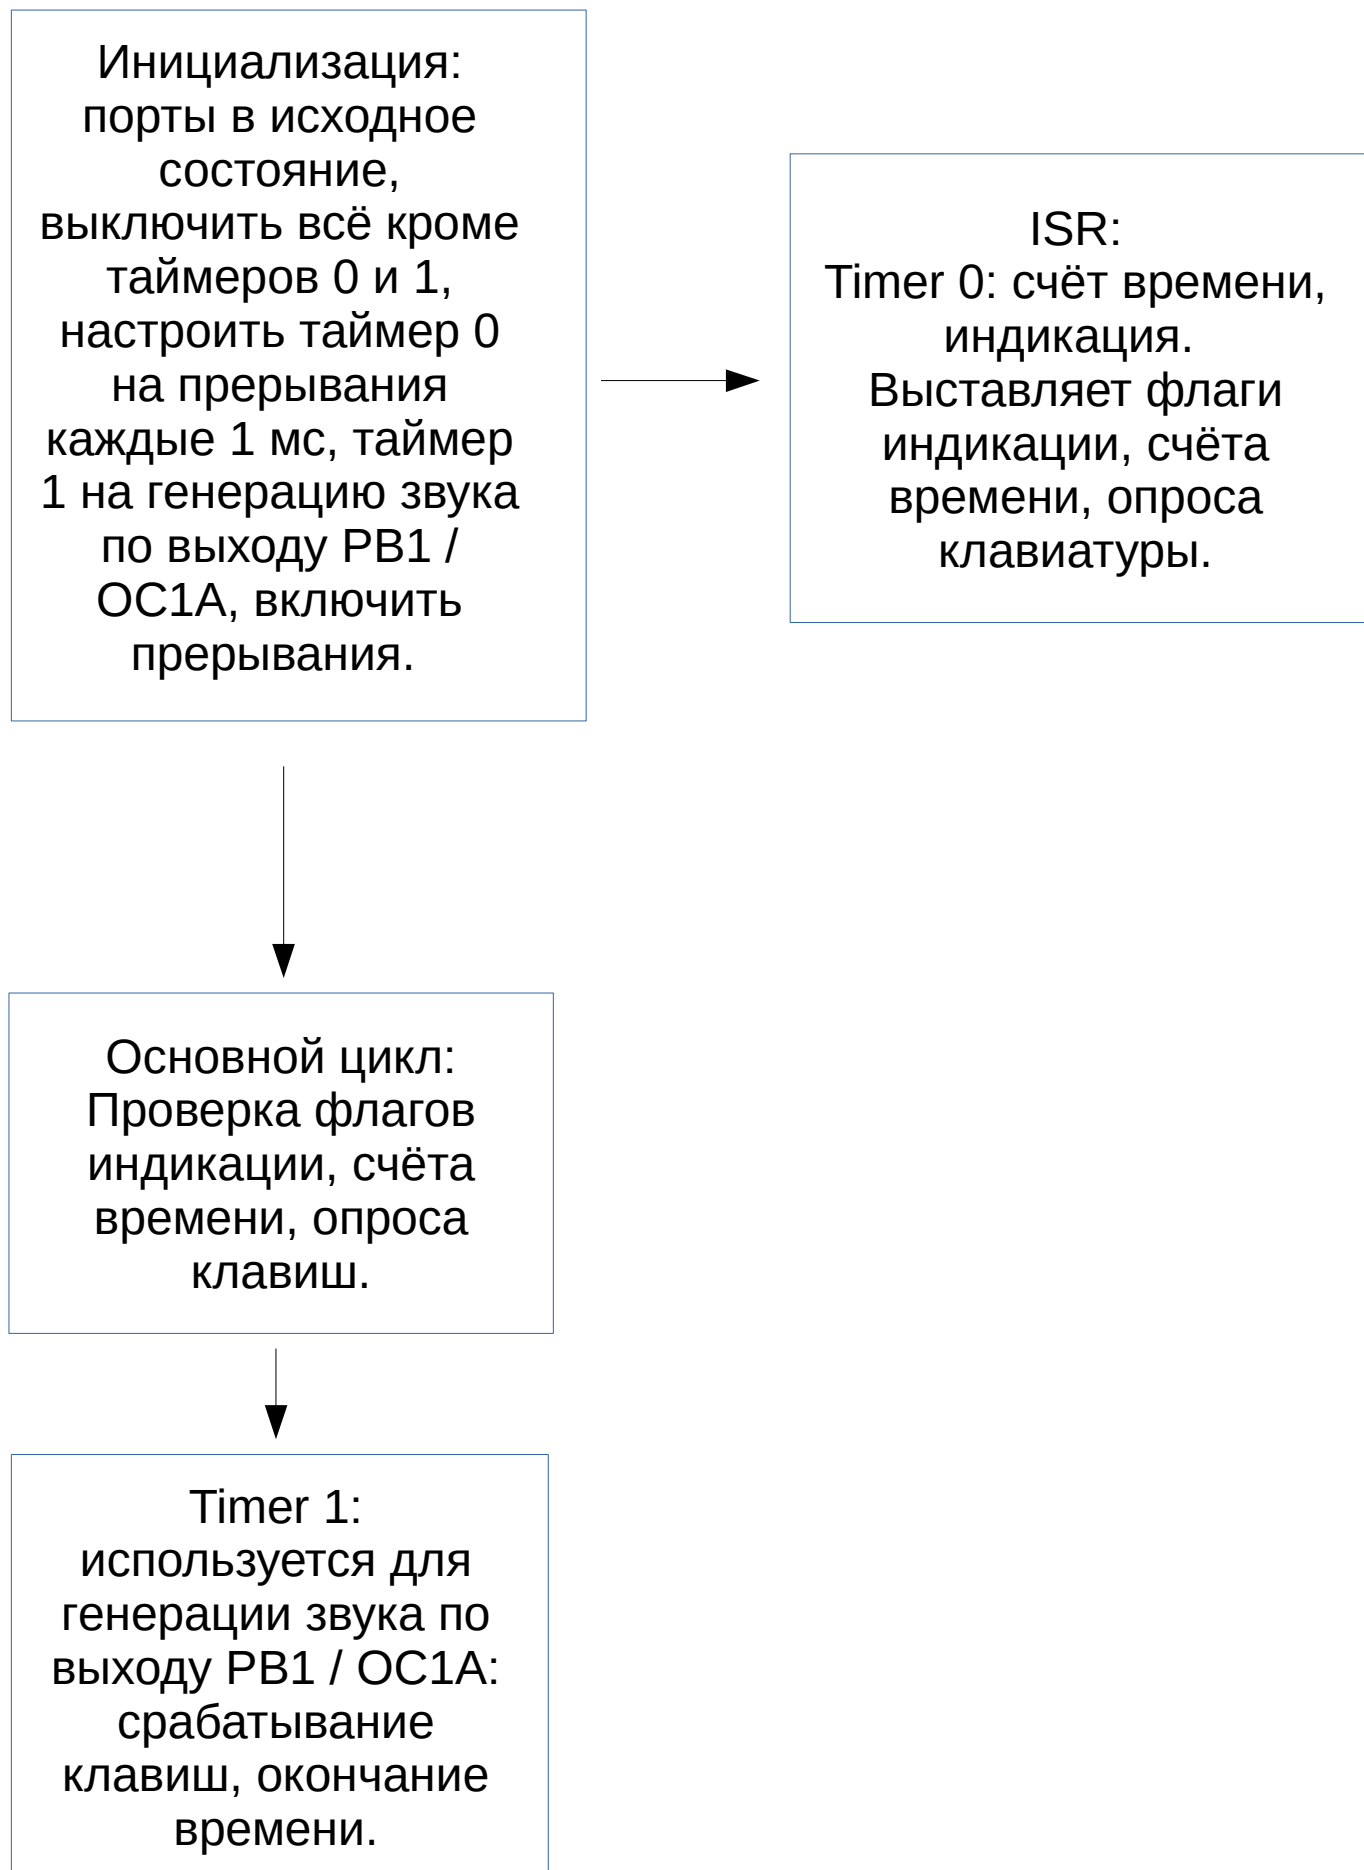 Инициализация:
порты в исходное
состояние,
выключить всё кроме
таймеров 0 и 1,
настроить таймер 0
на прерывания
каждые 1 мс, таймер
1 на генерацию звука
по выходу PB1 /
OC1A, включить
прерывания.
ISR:
Timer 0: счёт времени,
индикация.
Выставляет флаги
индикации, счёта
времени, опроса
клавиатуры.
Основной цикл:
Проверка флагов
индикации, счёта
времени, опроса
клавиш.
Timer 1:
используется для
генерации звука по
выходу PB1 / OC1A:
срабатывание
клавиш, окончание
времени.